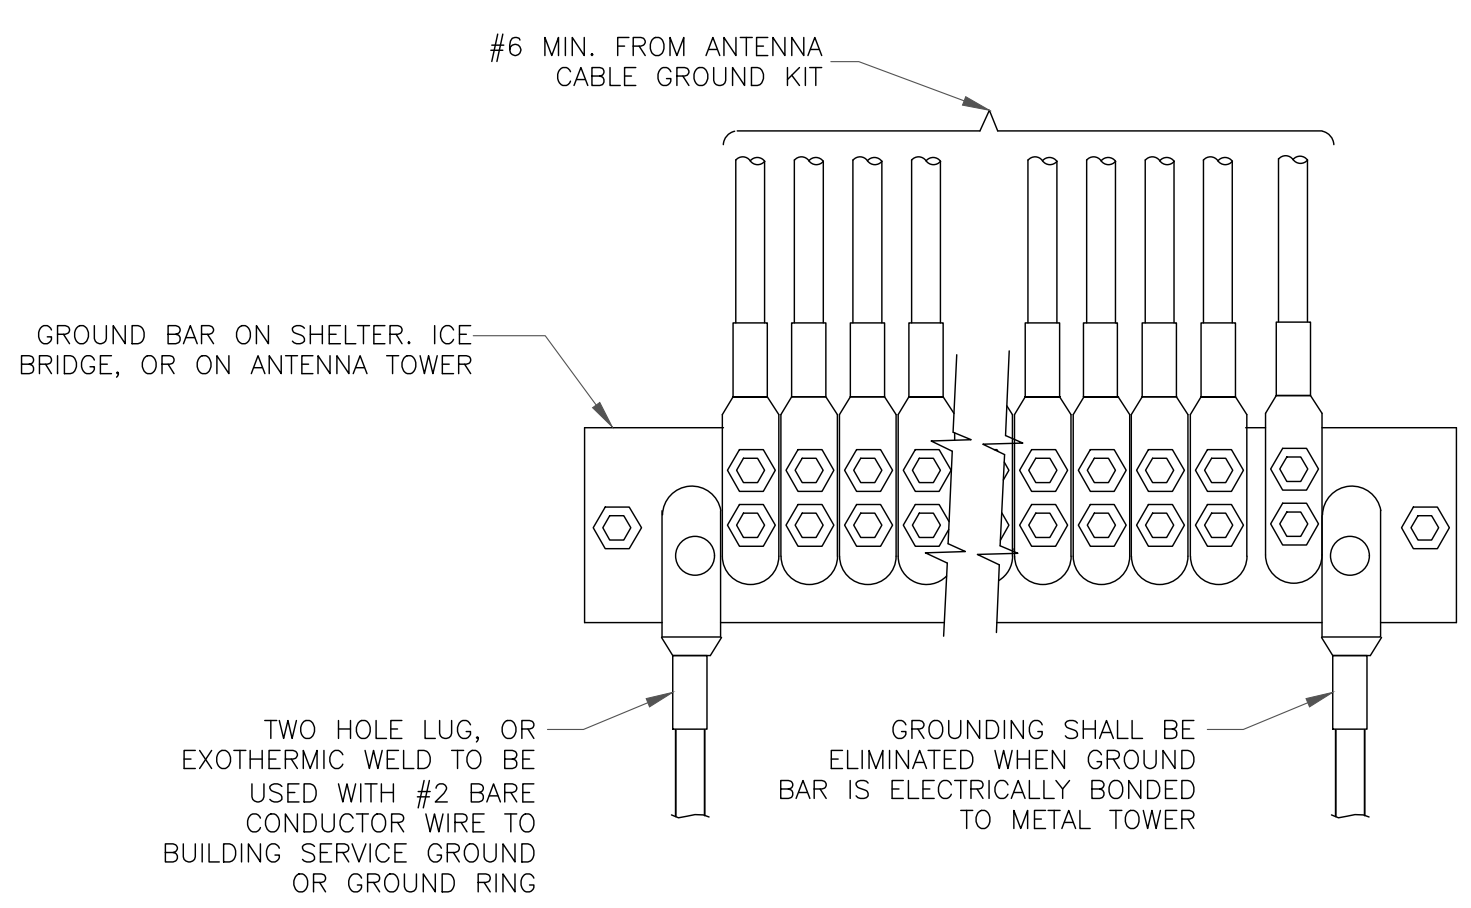 #6 MIN. FROM ANTENNA
CABLE GROUND KIT
GROUND BAR ON SHELTER. ICE
BRIDGE, OR ON ANTENNA TOWER
TWO HOLE LUG, OR
EXOTHERMIC WELD TO BE
USED WITH #2 BARE
CONDUCTOR WIRE TO
BUILDING SERVICE GROUND
OR GROUND RING
GROUNDING SHALL BE
ELIMINATED WHEN GROUND
BAR IS ELECTRICALLY BONDED
TO METAL TOWER